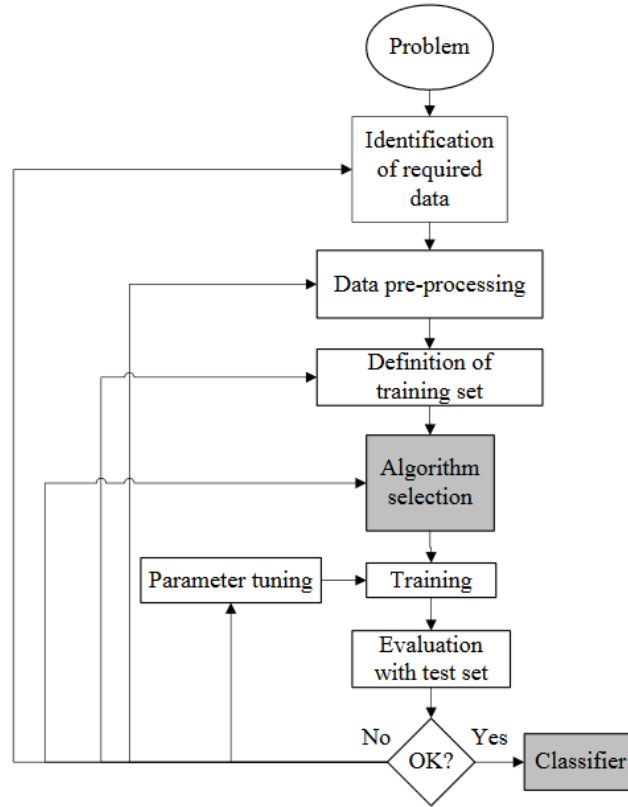 Problem
Identification
of required
data
Data pre-processing
Definition of
training set
Algorithm
selection
Parameter tuning
Training
Evaluation
with test set
No
OK?
Yes
Classifier